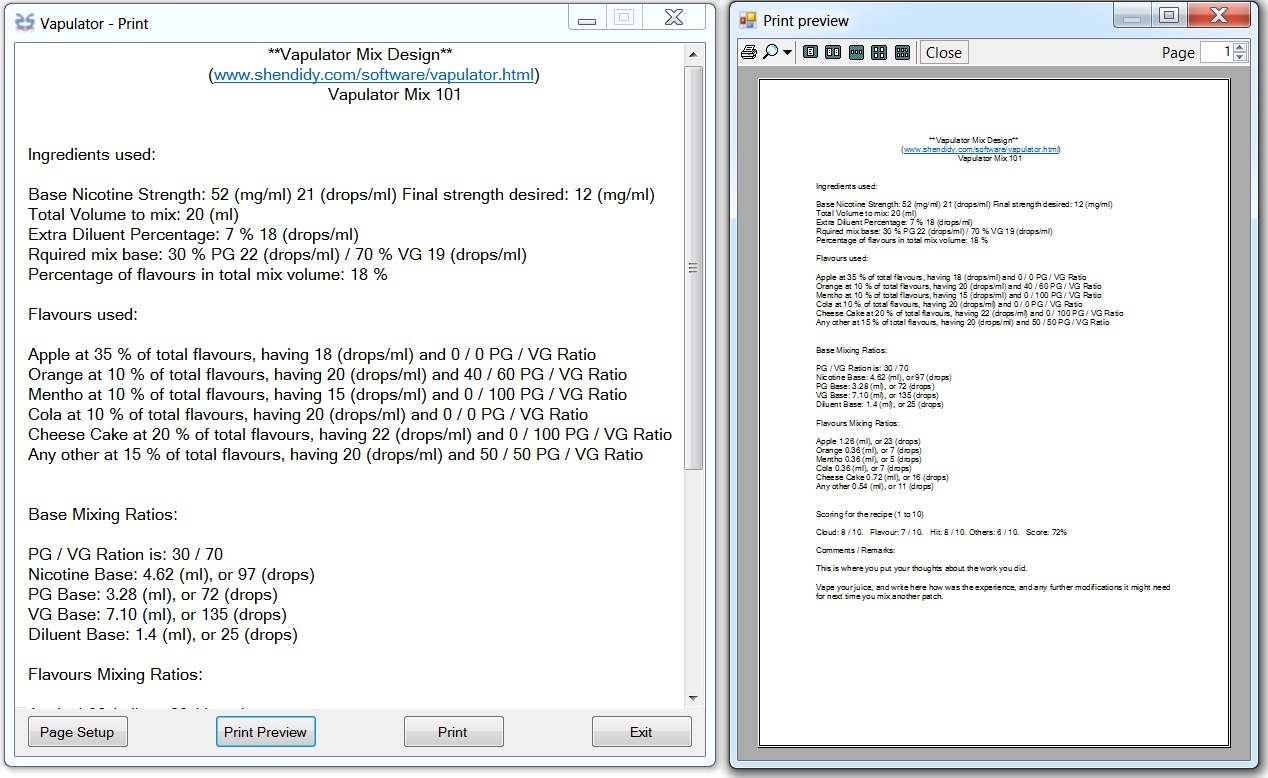 Vapulator - Print
**Vapulator Mix Design**
(www.shendidy.com/software/vapulator.html)
Vapulator Mix 101
Ingredients used:
Base Nicotine Strength: 52 (mg/ml) 21 (drops/ml) Final strength desired: 12 (mg/ml)
Total Volume to mix: 20 (ml)
Extra Diluent Percentage: 7 % 18 (drops/ml)
Rquired mix base: 30 % PG 22 (drops/ml) / 70 % VG 19 (drops/ml)
Percentage of flavours in total mix volume: 18 %
Flavours used:
Apple at 35 % of total flavours, having 18 (drops/ml) and 0 / 0 PG / VG Ratio
Orange at 10 % of total flavours, having 20 (drops/ml) and 40 / 60 PG / VG Ratio
Mentho at 10 % of total flavours, having 15 (drops/ml) and 0 / 100 PG / VG Ratio
Cola at 10 % of total flavours, having 20 (drops/ml) and 0 / 0 PG / VG Ratio
Cheese Cake at 20 % of total flavours, having 22 (drops/ml) and 0 / 100 PG / VG Ratio
Any other at 15 % of total flavours, having 20 (drops/ml) and 50 / 50 PG / VG Ratio
Base Mixing Ratios:
PG / VG Ration is: 30 / 70
Nicotine Base: 4.62 (ml), or 97 (drops)
PG Base: 3.28 (ml), or 72 (drops)
VG Base: 7.10 (ml), or 135 (drops)
Diluent Base: 1.4 (ml), or 25 (drops)
Flavours Mixing Ratios:
Page Setup
Print Preview
Print
Exit
Print preview
Close
Page 1
**Vapulator Mix Design**
(www.shendidy.com/software/vapulator.html)
Vapulator Mix 101
Ingredients used:
Base Nicotine Strength: 52 (mg/ml) 21 (drops/ml) Final strength desired: 12 (mg/ml)
Total Volume to mix: 20 (ml)
Extra Diluent Percentage: 7 % 18 (drops/ml)
Rquired mix base: 30 % PG 22 (drops/ml) / 70 % VG 19 (drops/ml)
Percentage of flavours in total mix volume: 18 %
Flavours used:
Apple at 35 % of total flavours, having 18 (drops/ml) and 0 / 0 PG / VG Ratio
Orange at 10 % of total flavours, having 20 (drops/ml) and 40 / 60 PG / VG Ratio
Mentho at 10 % of total flavours, having 15 (drops/ml) and 0 / 100 PG / VG Ratio
Cola at 10 % of total flavours, having 20 (drops/ml) and 0 / 0 PG / VG Ratio
Cheese Cake at 20 % of total flavours, having 22 (drops/ml) and 0 / 100 PG / VG Ratio
Any other at 15 % of total flavours, having 20 (drops/ml) and 50 / 50 PG / VG Ratio
Base Mixing Ratios:
PG / VG Ration is: 30 / 70
Nicotine Base: 4.62 (ml), or 97 (drops)
PG Base: 3.28 (ml), or 72 (drops)
VG Base: 7.10 (ml), or 135 (drops)
Diluent Base: 1.4 (ml), or 25 (drops)
Flavours Mixing Ratios:
Apple 1.26 (ml), or 23 (drops)
Orange 0.36 (ml), or 7 (drops)
Mentho 0.36 (ml), or 5 (drops)
Cola 0.36 (ml), or 7 (drops)
Cheese Cake 0.72 (ml), or 16 (drops)
Any other 0.54 (ml), or 11 (drops)
Scoring for the recipe (1 to 10)
Cloud: 8 / 10. Flavour: 7 / 10. Hit: 8 / 10. Others: 6 / 10. Score: 72%
Comments / Remarks:
This is where you put your thoughts about the work you did.
Vape your juice, and write here how was the experience, and any further modifications it might need
for next time you mix another patch.